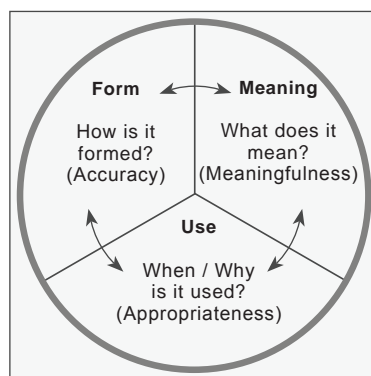 Form
How is it
formed?
(Accuracy)
Meaning
What does it
mean?
(Meaningfulness)
Use
When / Why
is it used?
(Appropriateness)